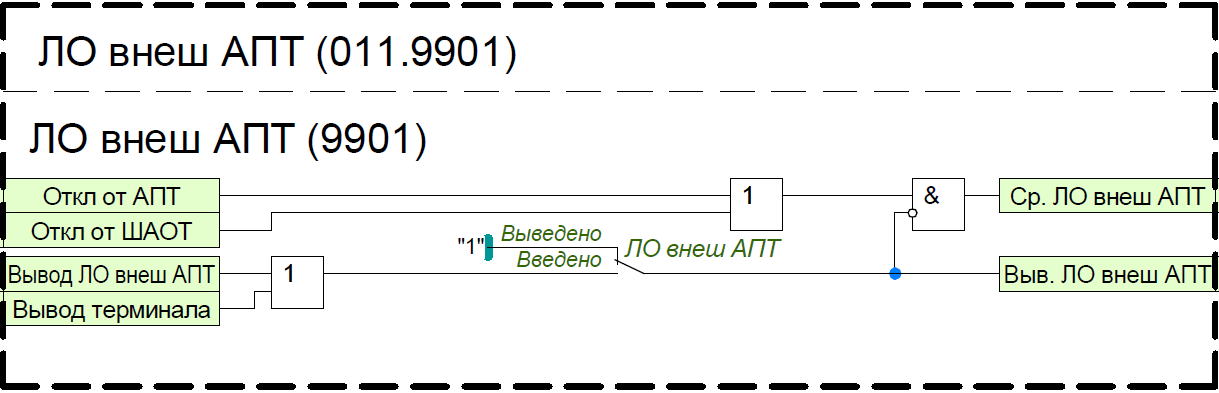 ЛО внеш АПТ (011.9901)
ЛО внеш АПТ (9901)
Откл от АПТ
1
&
Ср. ЛО внеш АПТ
Откл от ШАОТ
"1"
Выведено
ЛО внеш АПТ
Введено
Вывод ЛО внеш АПТ
1
Выв. ЛО внеш АПТ
Вывод терминала